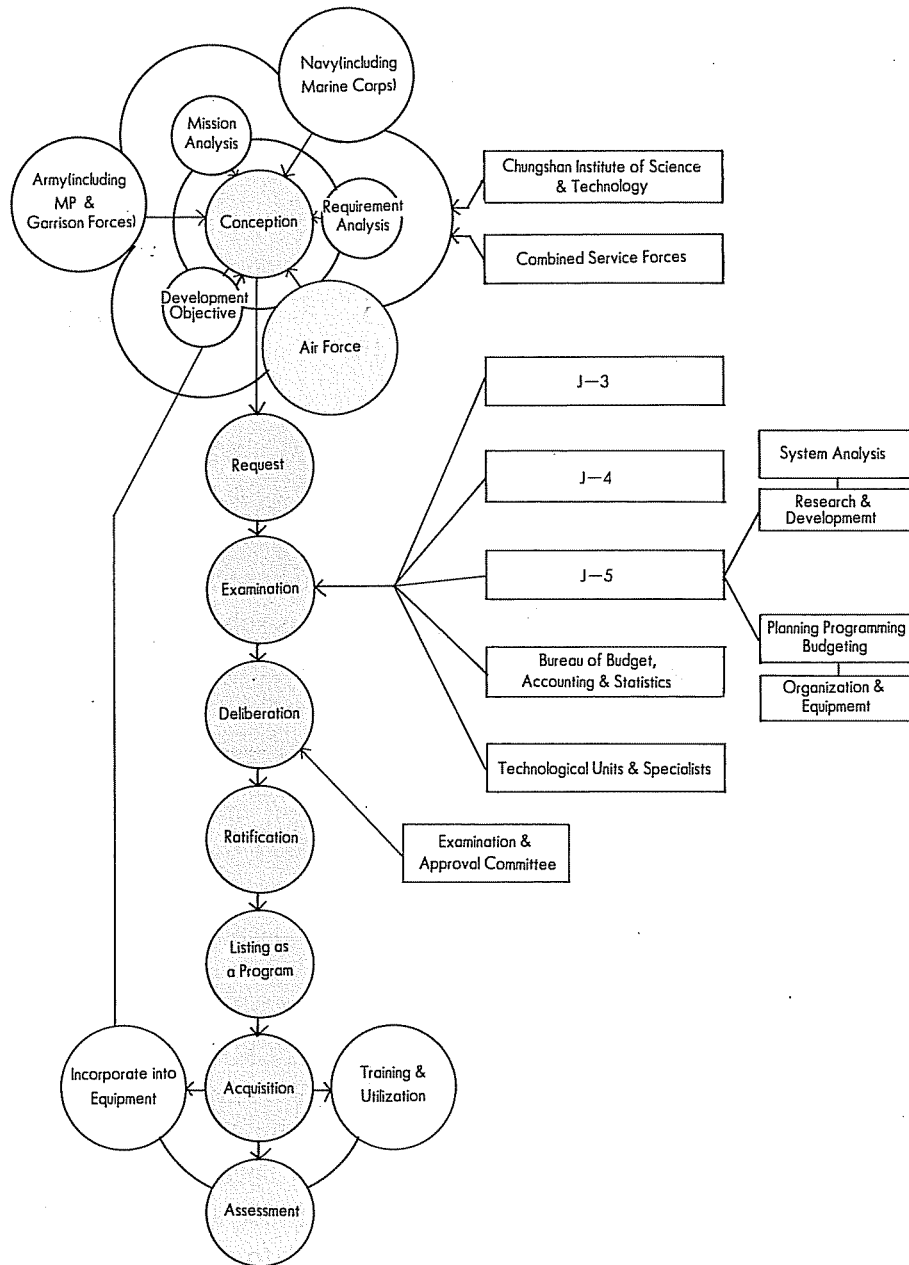 Navy(including
Marine Corps)
Mission
Analysis
Army(including
MP &
Garrison Forces)
Conception
Requirement
Analysis
Chungshan Institute of Science
& Technology
Combined Service Forces
Development
Objective
Air Force
J—3
Request
J—4
System Analysis
Research &
Developmemt
Examination
J—5
Planning Programming
Budgeting
Organization &
Equipmemt
Bureau of Budget,
Accounting & Statistics
Deliberation
Technological Units & Specialists
Ratification
Examination &
Approval Committee
Listing as
a Program
Incorporate into
Equipment
Acquisition
Training &
Utilization
Assessment